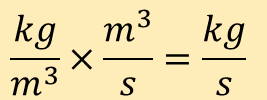 kg/m³ × m³/s = kg/s